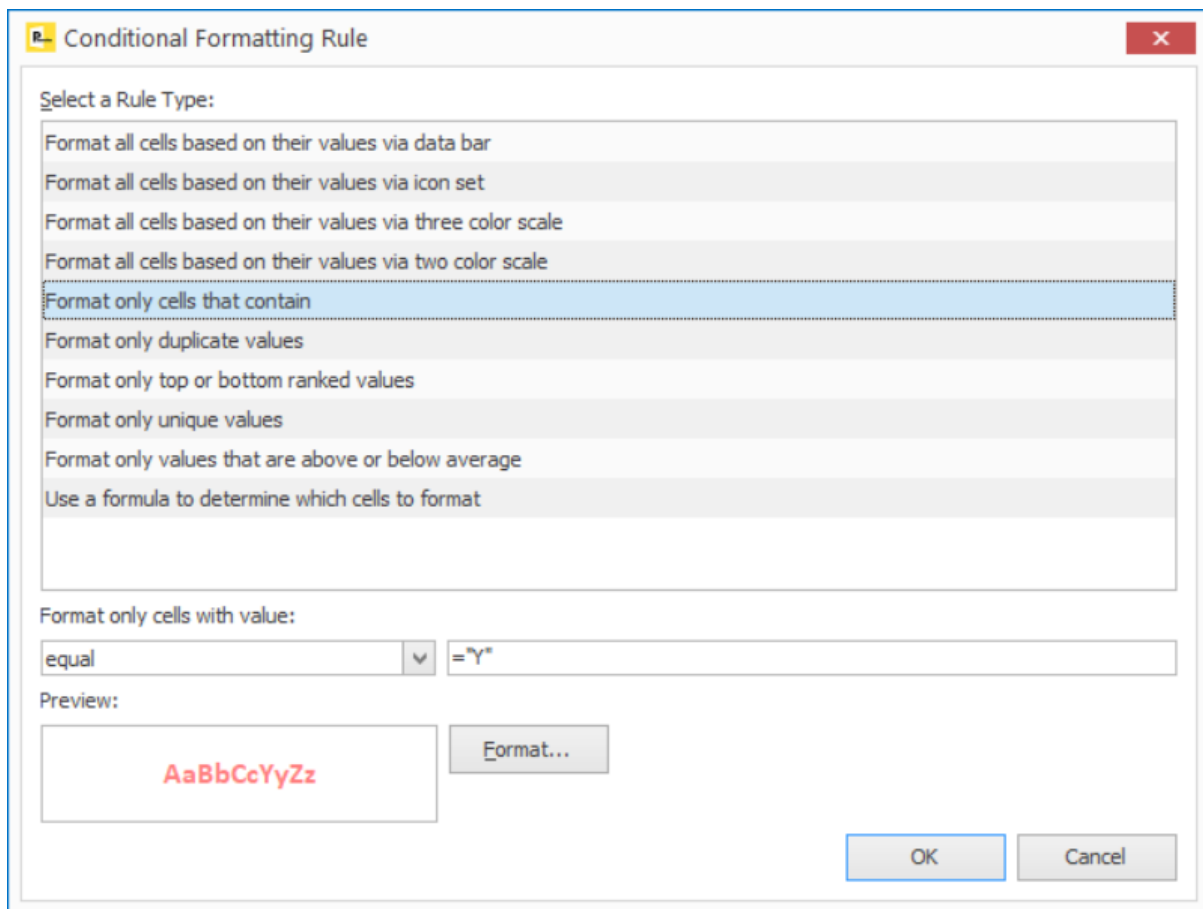 Conditional Formatting Rule
Select a Rule Type:
Format all cells based on their values via data bar
Format all cells based on their values via icon set
Format all cells based on their values via three color scale
Format all cells based on their values via two color scale
Format only cells that contain
Format only duplicate values
Format only top or bottom ranked values
Format only unique values
Format only values that are above or below average
Use a formula to determine which cells to format
Format only cells with value:
equal ="Y"
Preview:
AaBbCcYyZz Format...
OK Cancel